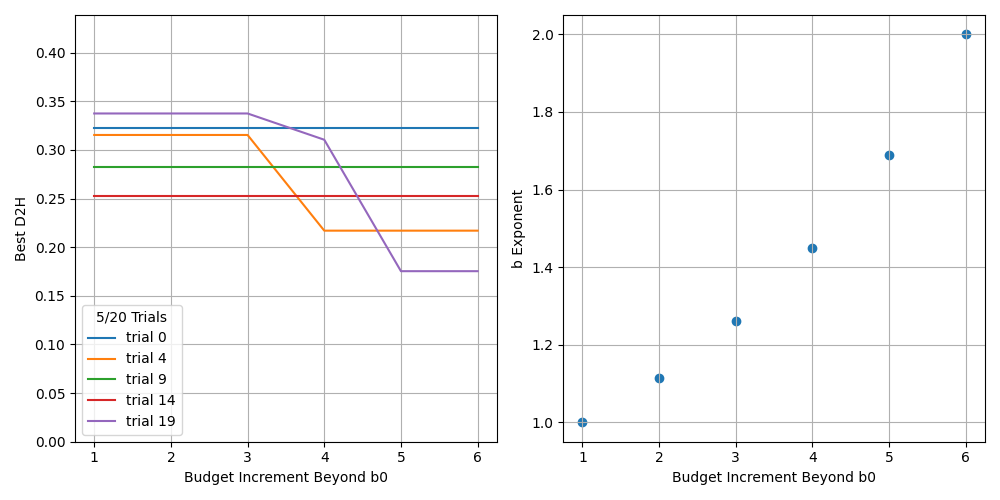 0.40
0.35
0.30
0.25
0.20
0.15
0.10
0.05
0.00
Best D2H
5/20 Trials
trial 0
trial 4
trial 9
trial 14
trial 19
1 2 3 4 5 6
Budget Increment Beyond b0
2.0
1.8
1.6
1.4
1.2
1.0
b Exponent
1 2 3 4 5 6
Budget Increment Beyond b0